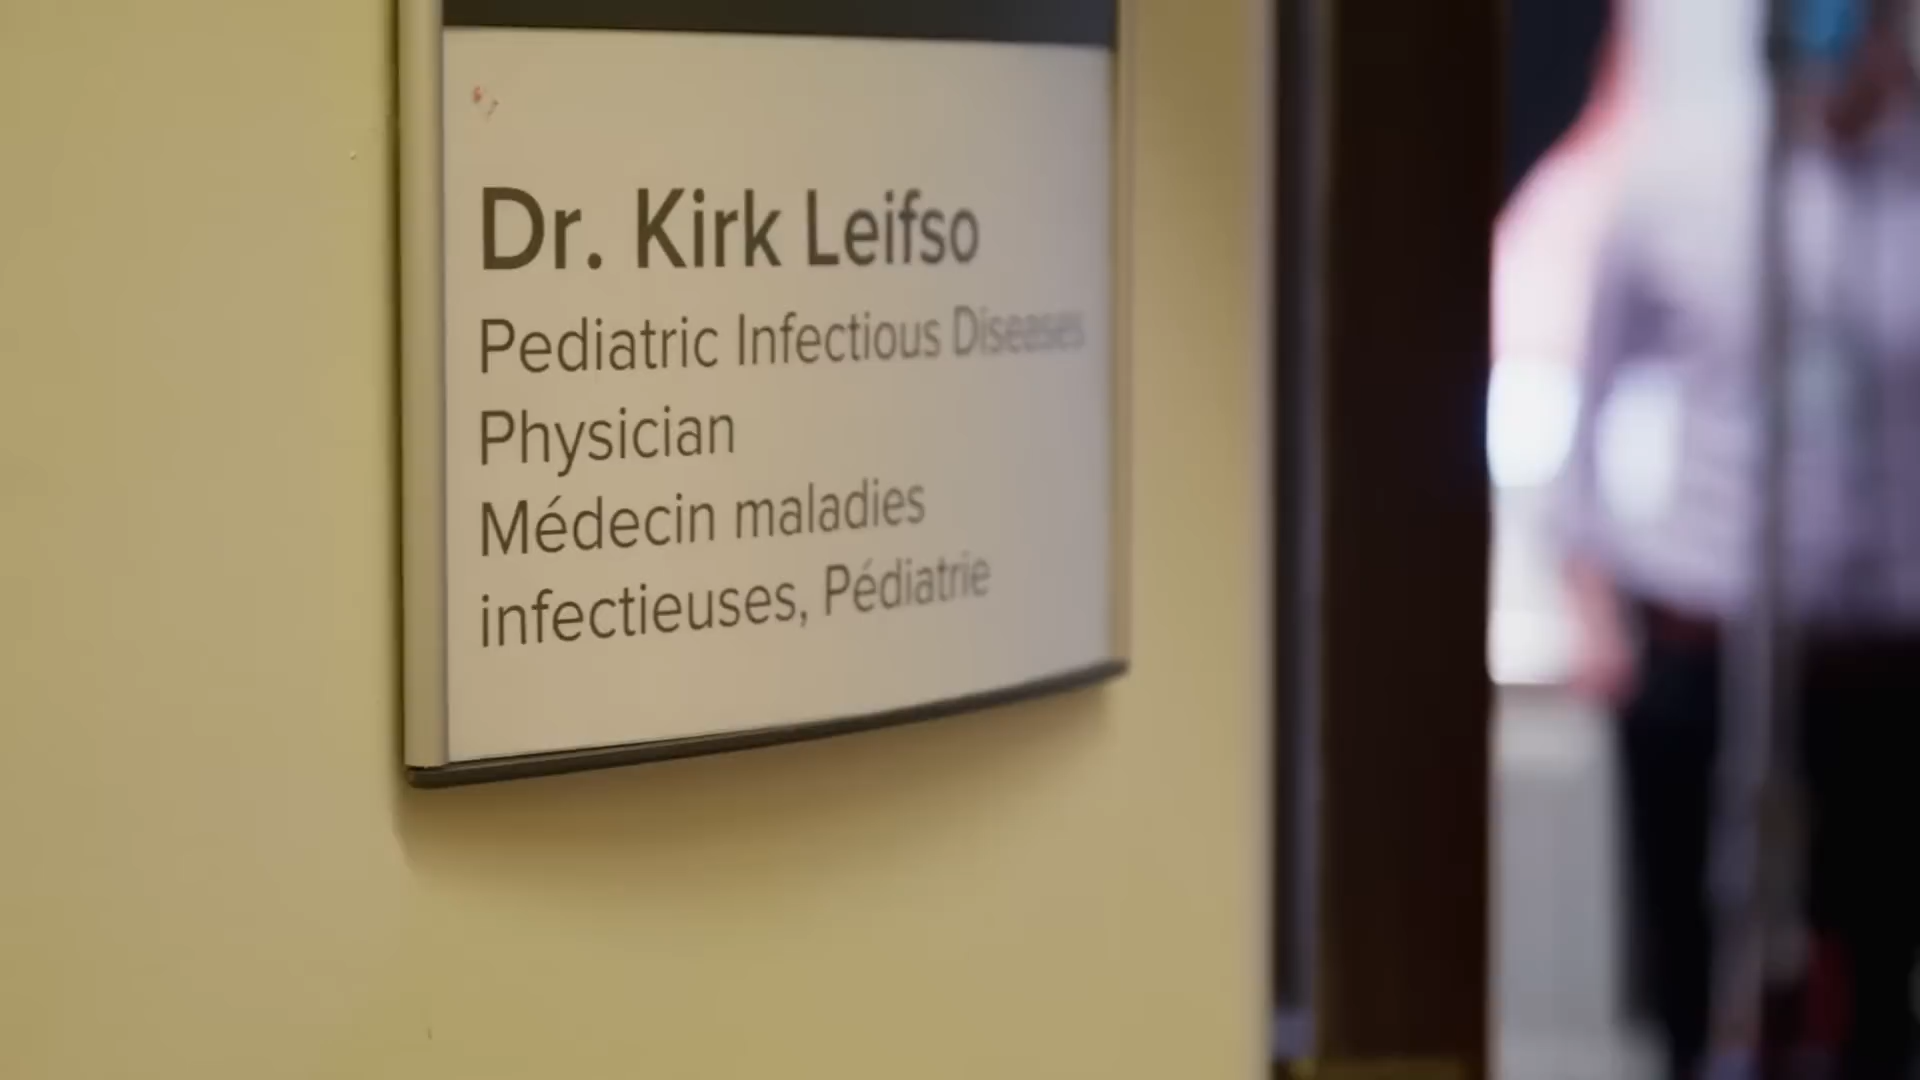 Dr. Kirk Leifso
Pediatric Infectious Diseases
Physician
Médecin maladies
infectieuses, Pédiatrie